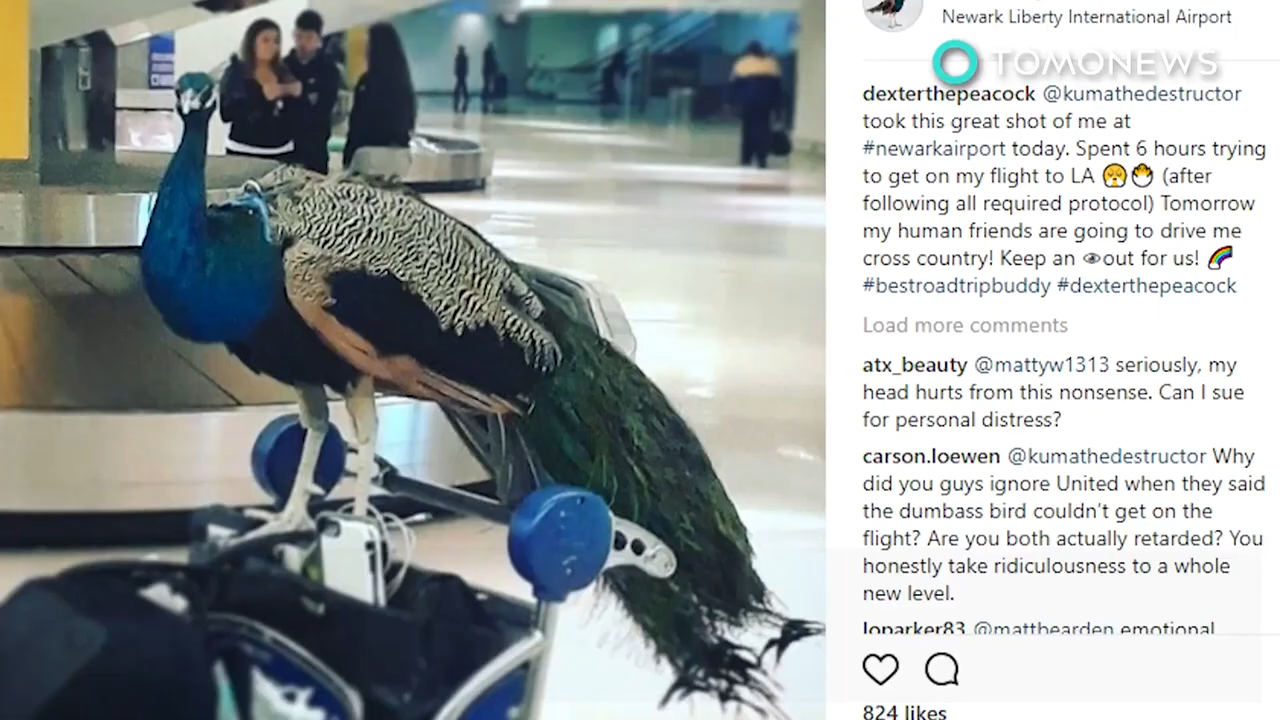 Newark Liberty International Airport
TOMONEWS
dexterthepeacock @kumathedestructor
took this great shot of me at
#newarkairport today. Spent 6 hours trying
to get on my flight to LA 😤🐣 (after
following all required protocol) Tomorrow
my human friends are going to drive me
cross country! Keep an 👁out for us! 🌈
#bestroadtripbuddy #dexterthepeacock
Load more comments
atx_beauty @mattyw1313 seriously, my
head hurts from this nonsense. Can I sue
for personal distress?
carson.loewen @kumathedestructor Why
did you guys ignore United when they said
the dumbass bird couldn't get on the
flight? Are you both actually retarded? You
honestly take ridiculousness to a whole
new level.
loparker83 @mattbearden emotional
824 likes